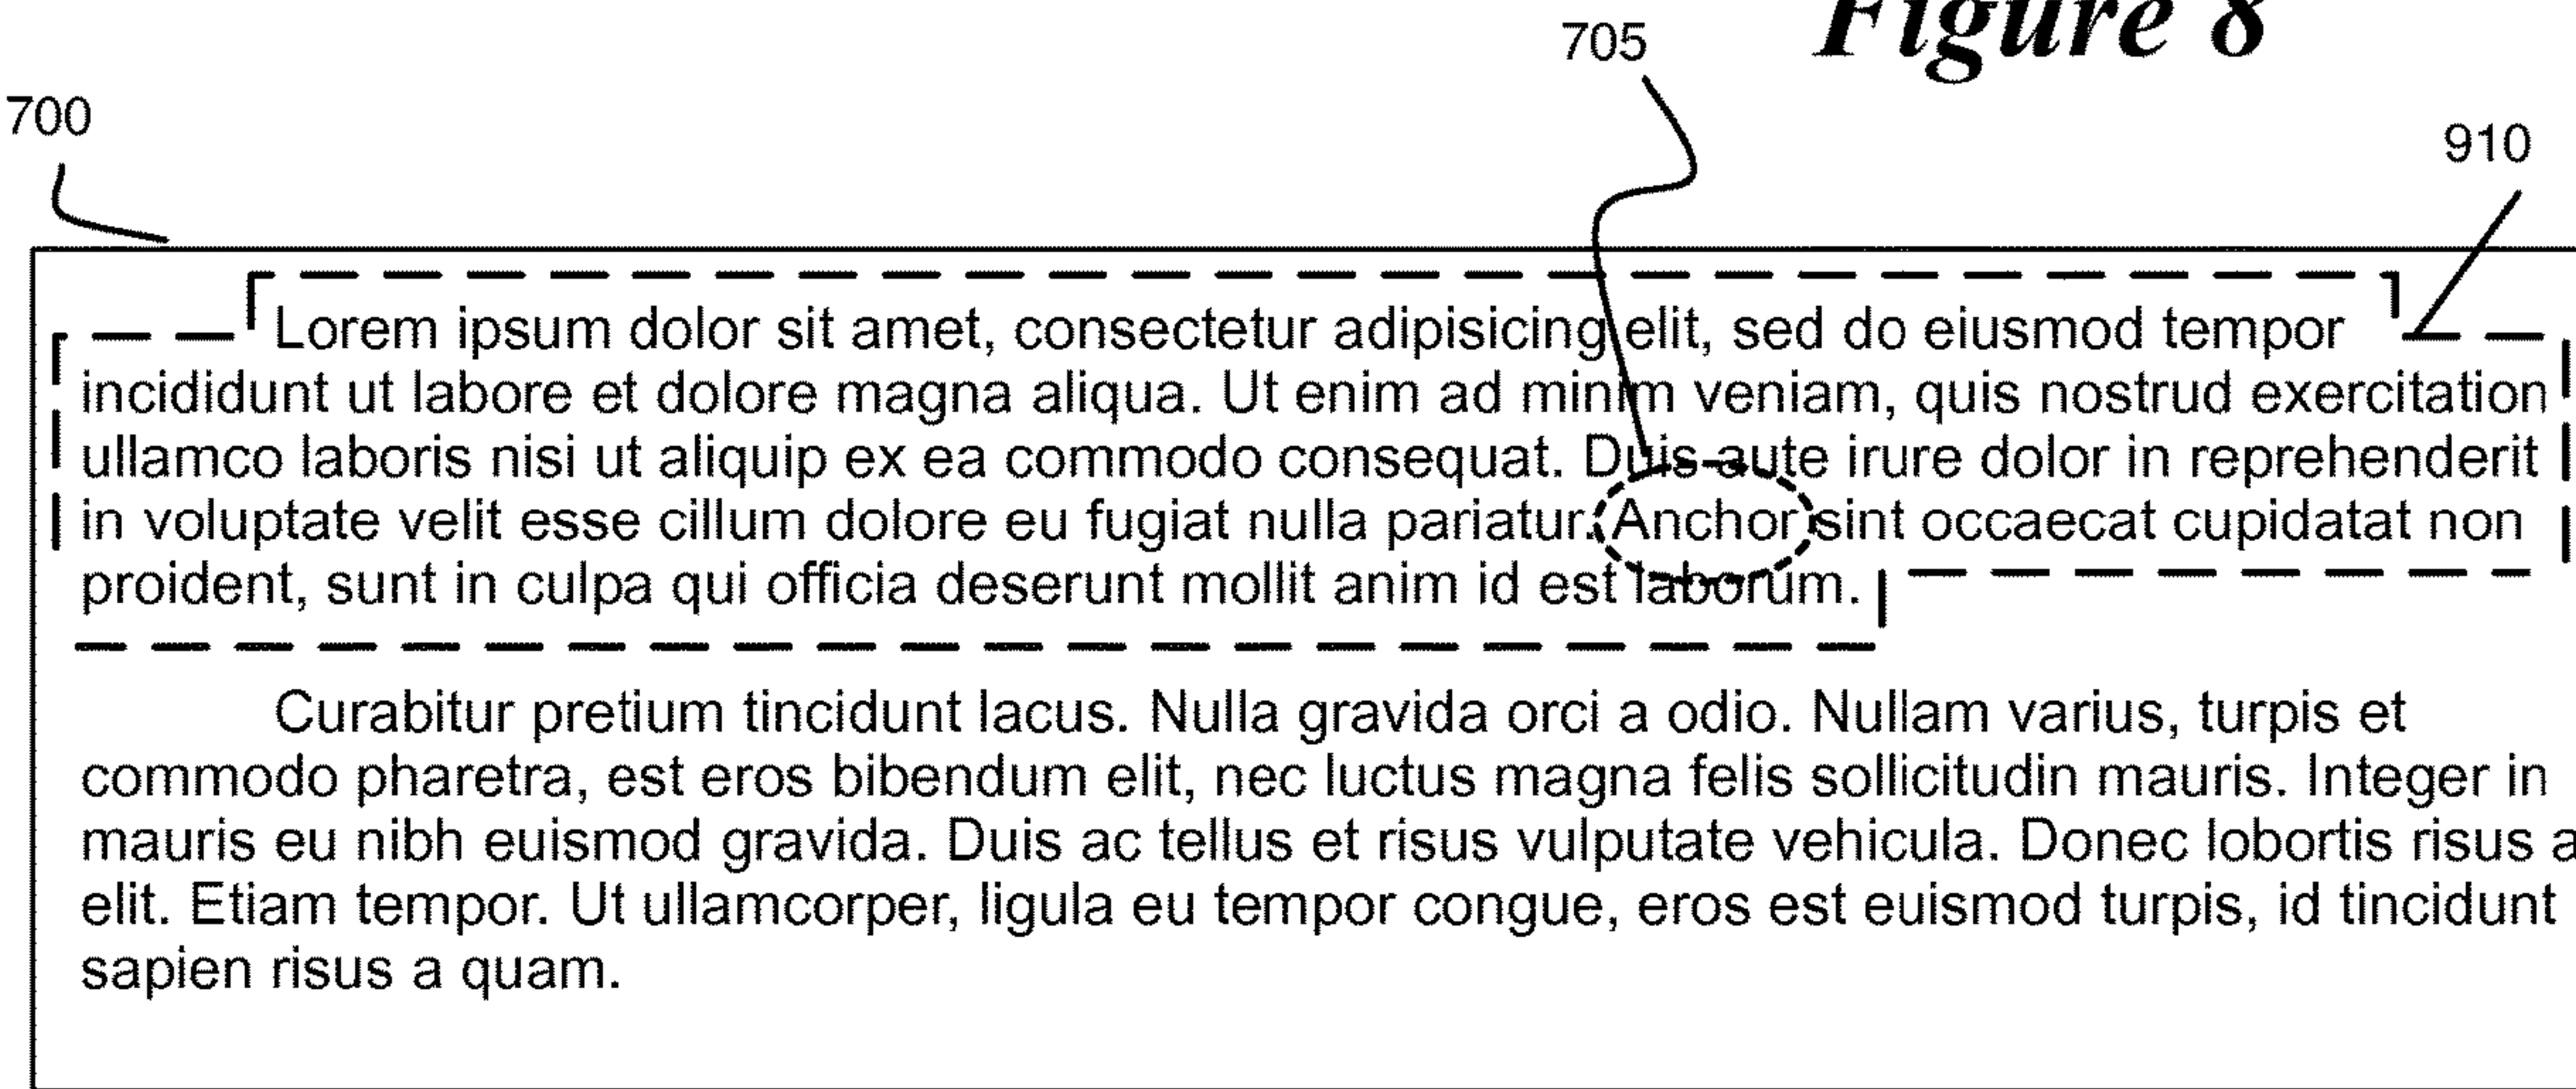 Figure 8
705
700
910
Lorem ipsum dolor sit amet, consectetur adipisicing elit, sed do eiusmod tempor
incididunt ut labore et dolore magna aliqua. Ut enim ad minim veniam, quis nostrud exercitation
ullamco laboris nisi ut aliquip ex ea commodo consequat. Duis aute irure dolor in reprehenderit
in voluptate velit esse cillum dolore eu fugiat nulla pariatur. Anchor sint occaecat cupidatat non
proident, sunt in culpa qui officia deserunt mollit anim id est laborum.
Curabitur pretium tincidunt lacus. Nulla gravida orci a odio. Nullam varius, turpis et
commodo pharetra, est eros bibendum elit, nec luctus magna felis sollicitudin mauris. Integer in
mauris eu nibh euismod gravida. Duis ac tellus et risus vulputate vehicula. Donec lobortis risus a
elit. Etiam tempor. Ut ullamcorper, ligula eu tempor congue, eros est euismod turpis, id tincidunt
sapien risus a quam.